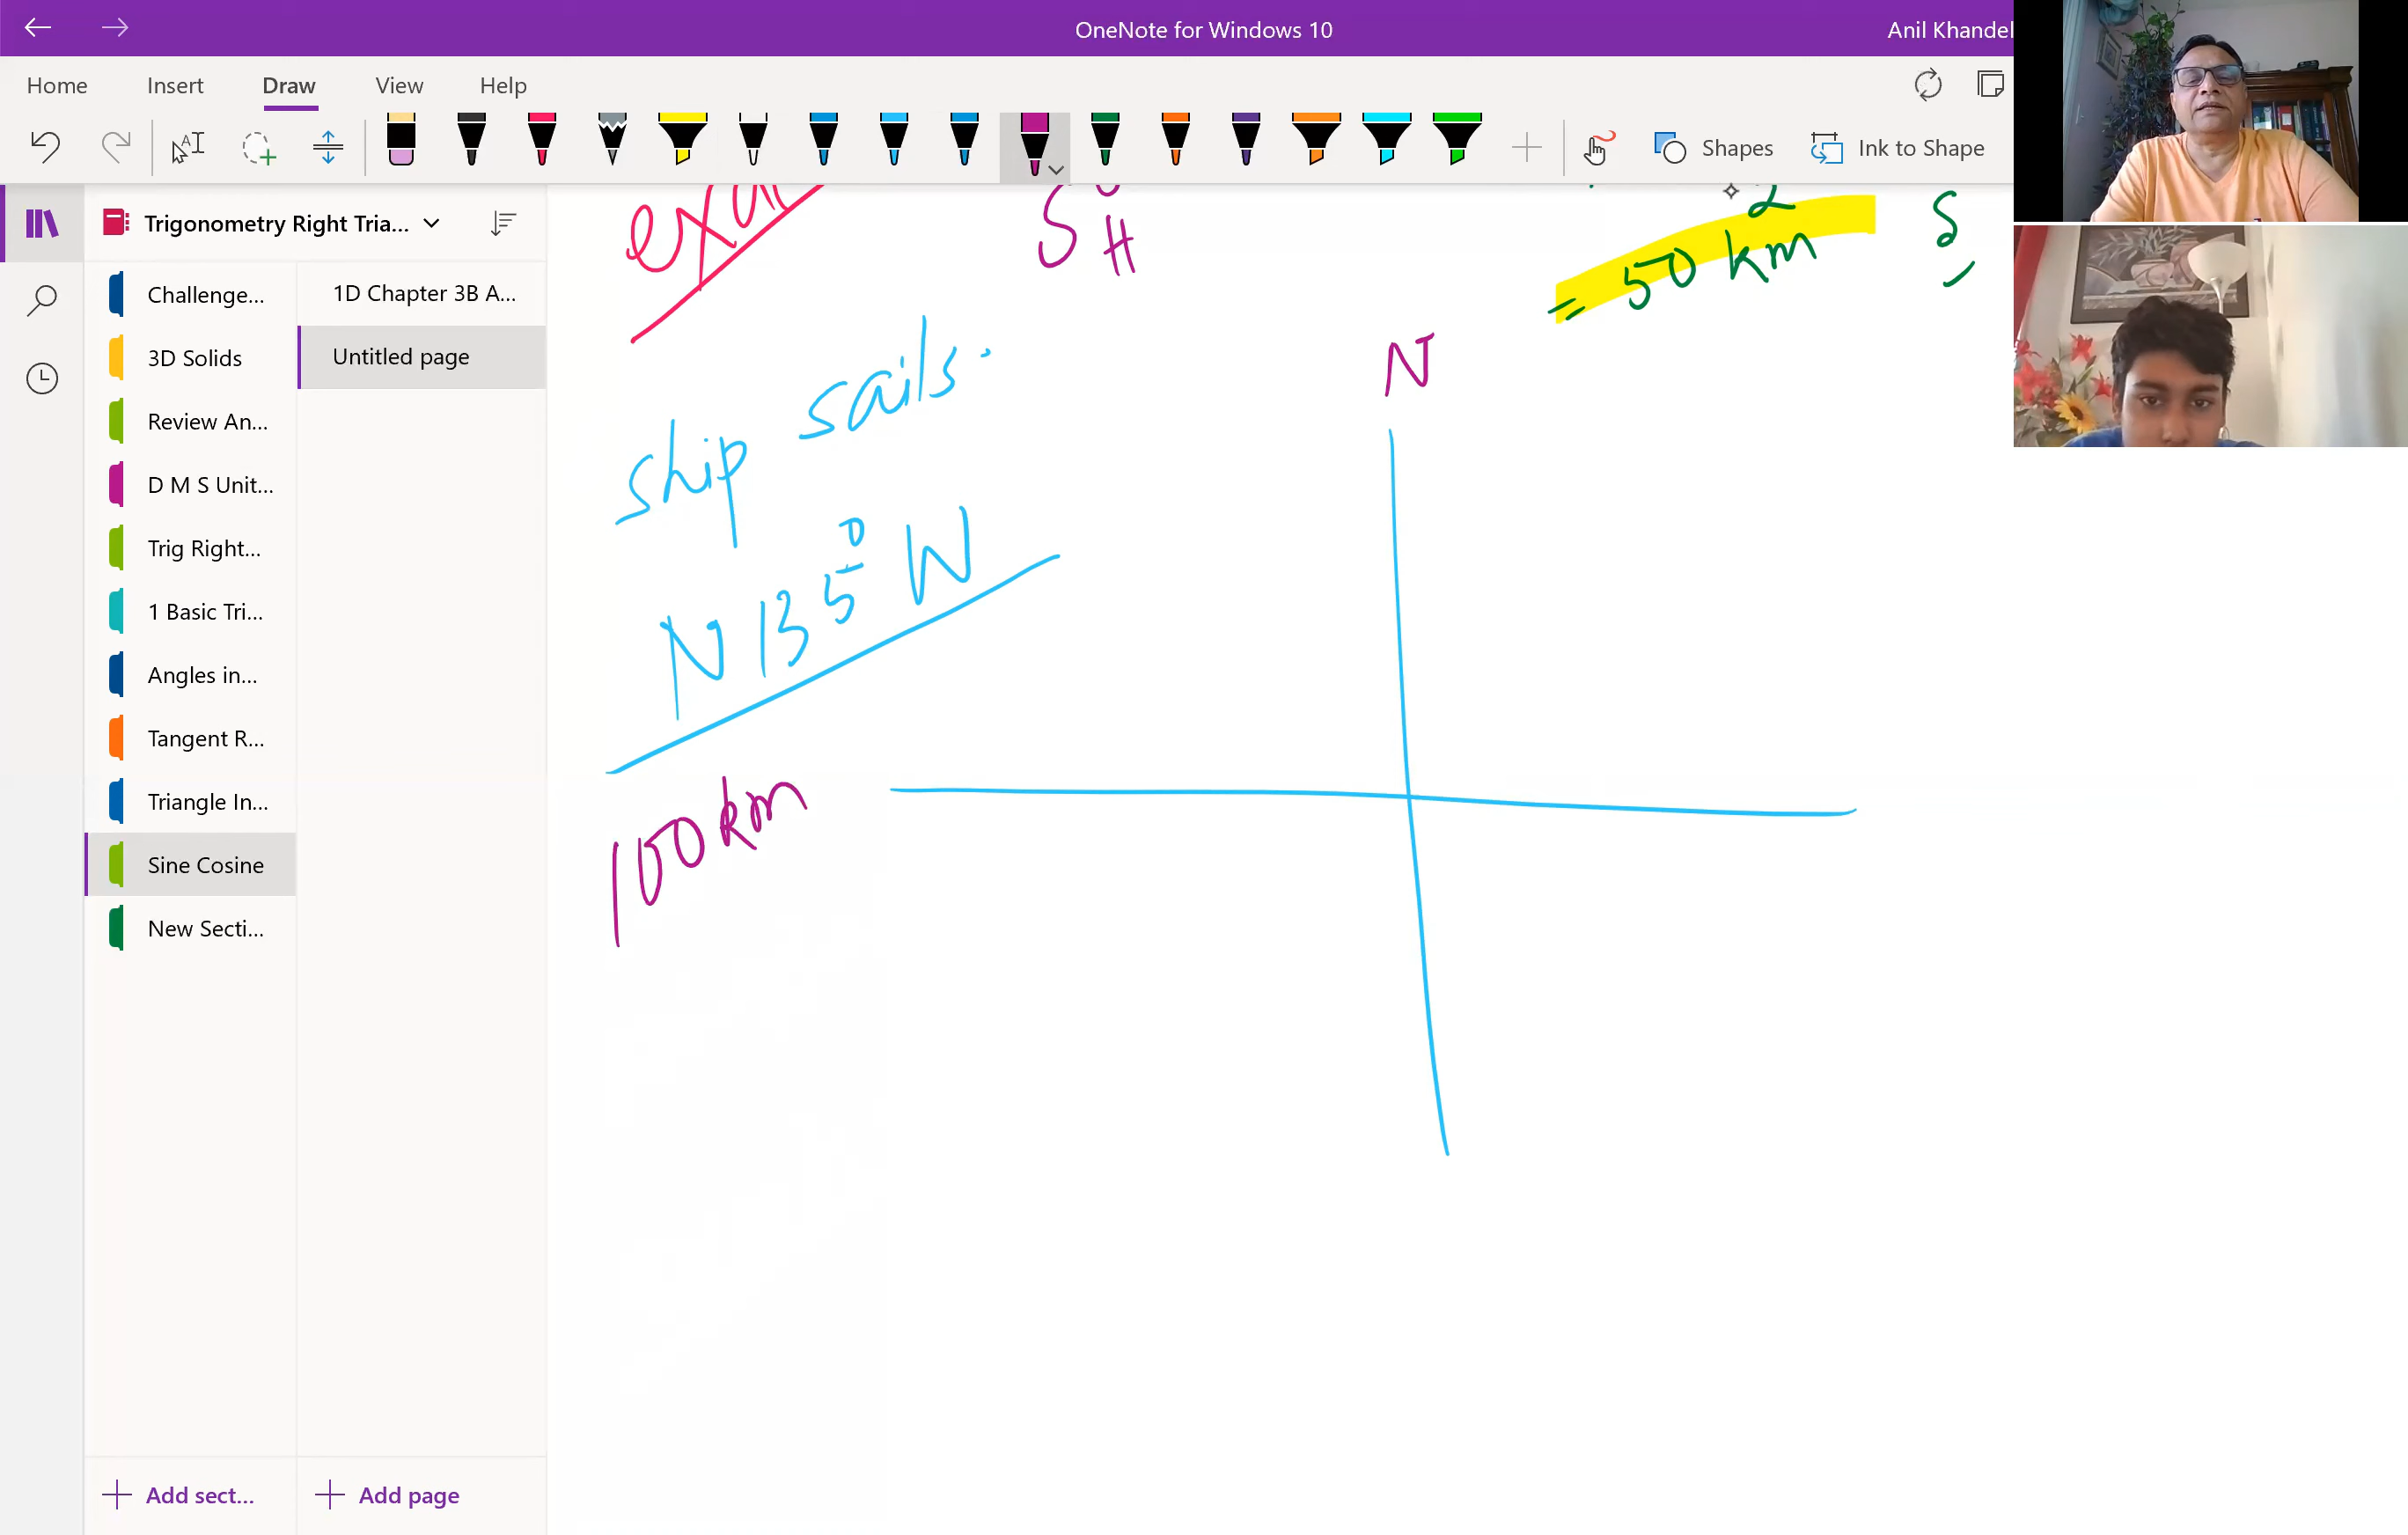 OneNote for Windows 10
Anil Khandel
Home Insert Draw View Help
Shapes Ink to Shape
Trigonometry Right Tria...
Challenge...
3D Solids
Review An...
D M S Unit...
Trig Right...
1 Basic Tri...
Angles in...
Tangent R...
Triangle In...
Sine Cosine
New Secti...
1D Chapter 3B A...
Untitled page
S H
2
= 50 km
S
ship sails.
N 135° W
100 km
N
Add sect...
Add page